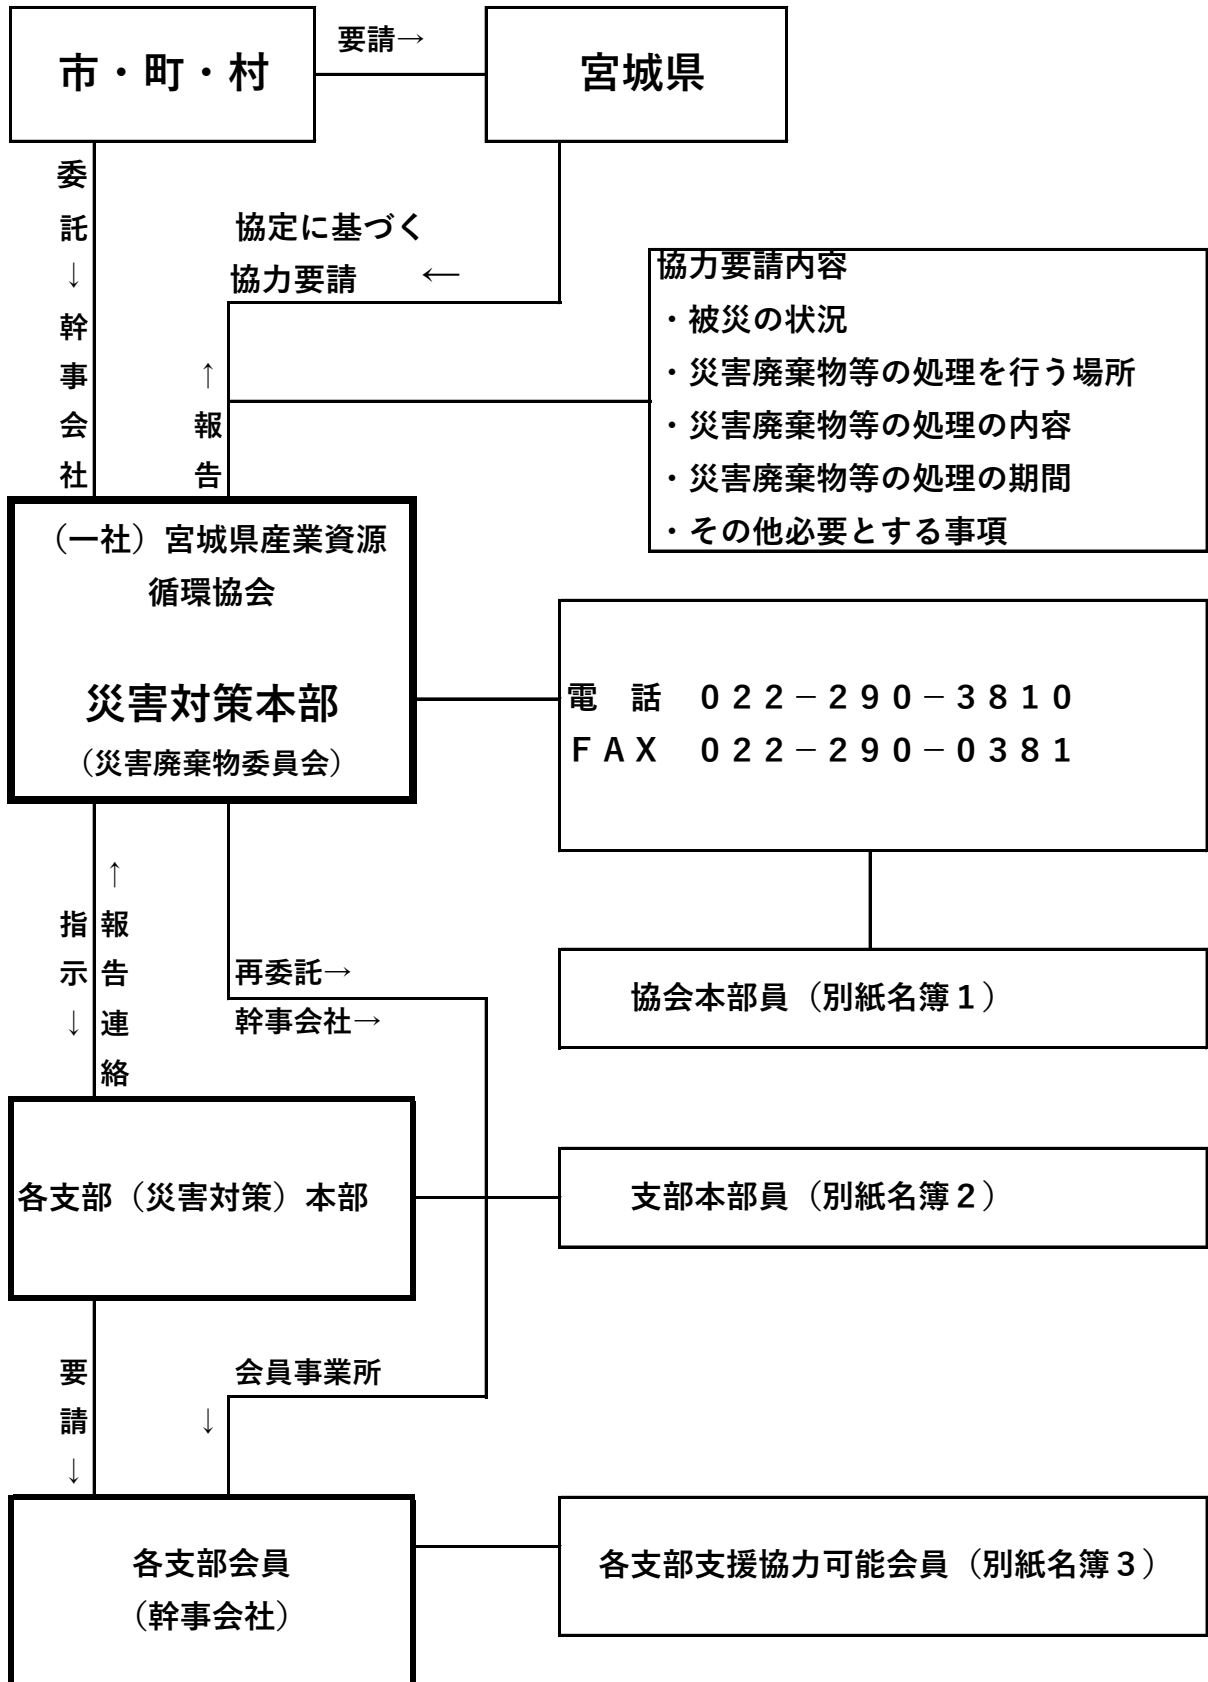 市・町・村
要請→
宮城県
委託↓幹事会社
協定に基づく
協力要請　←
↑報告
協力要請内容
・被災の状況
・災害廃棄物等の処理を行う場所
・災害廃棄物等の処理の内容
・災害廃棄物等の処理の期間
・その他必要とする事項
（一社）宮城県産業資源
循環協会
災害対策本部
（災害廃棄物委員会）
電　話　０２２－２９０－３８１０
ＦＡＸ　０２２－２９０－０３８１
指示↓
↑報告連絡
再委託→
幹事会社→
協会本部員（別紙名簿１）
各支部（災害対策）本部
支部本部員（別紙名簿２）
要請↓
会員事業所
↓
各支部会員
（幹事会社）
各支部支援協力可能会員（別紙名簿３）